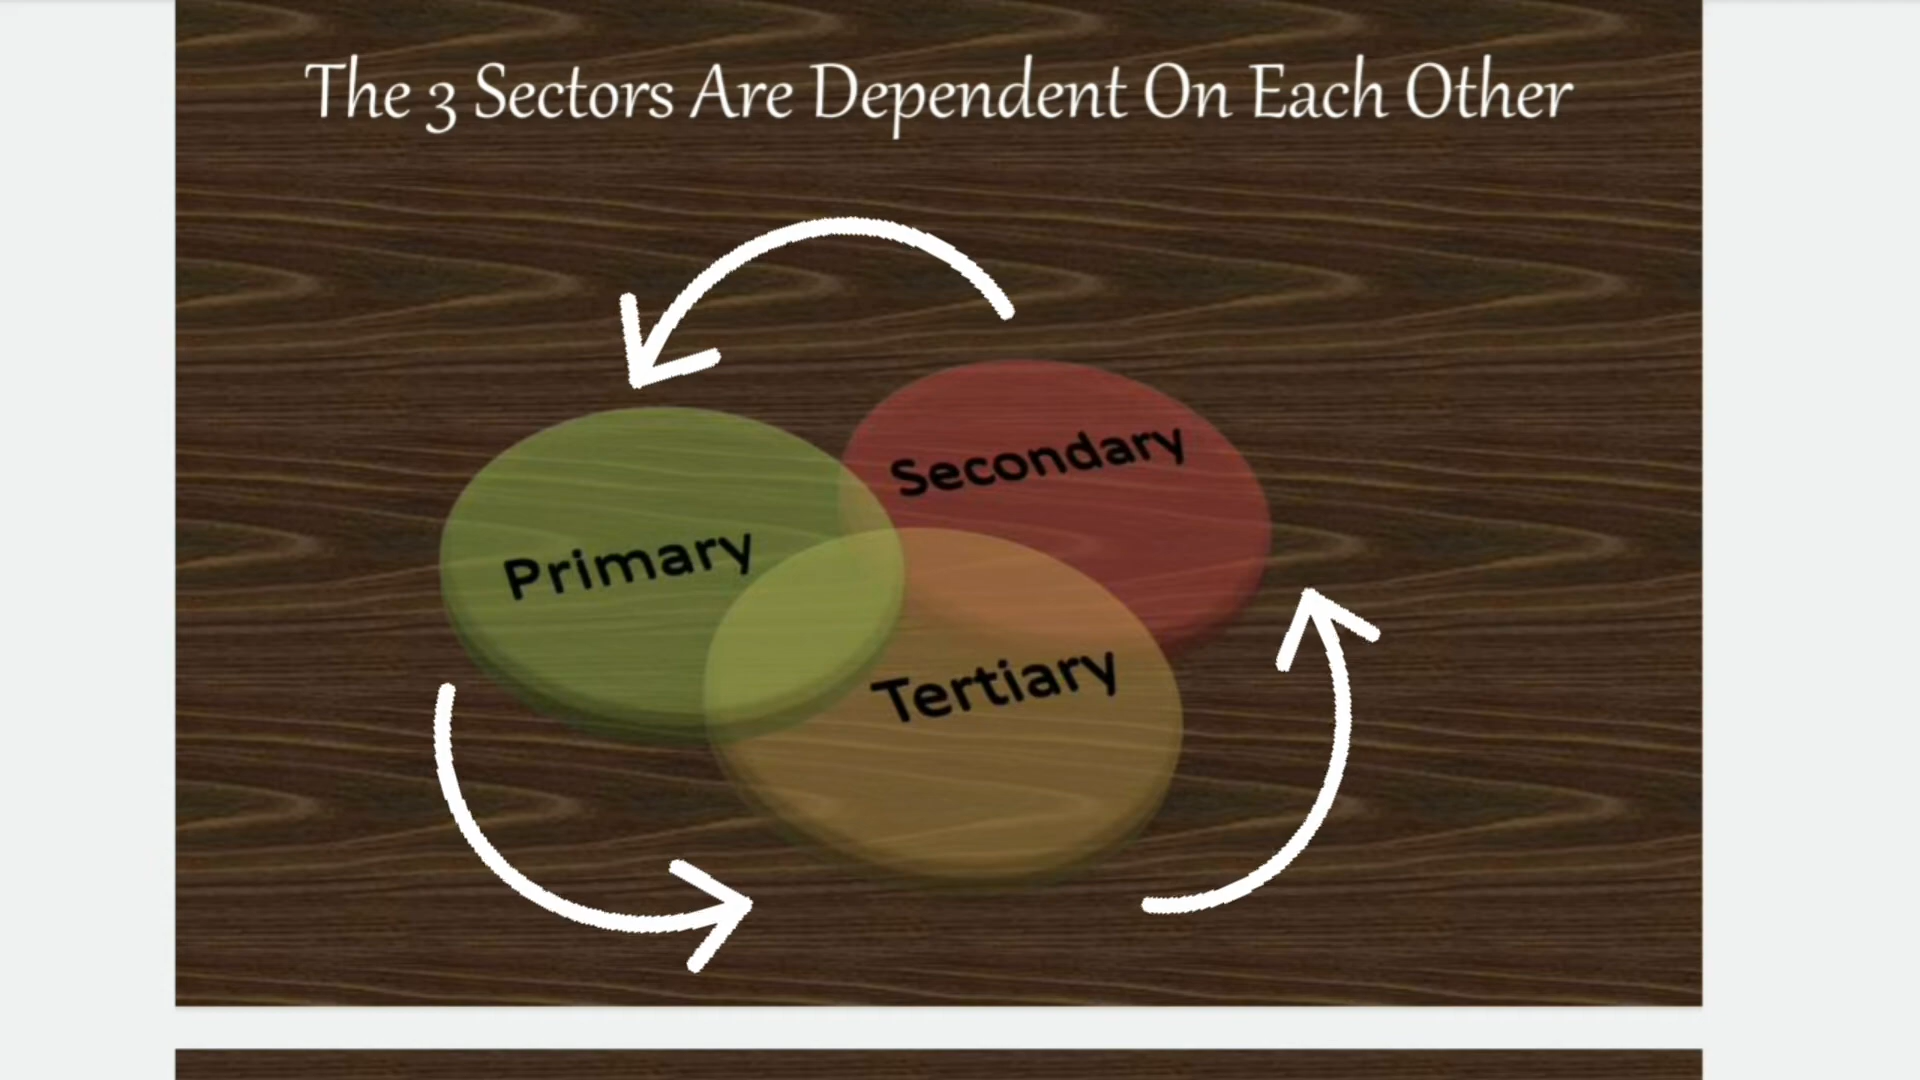 The 3 Sectors Are Dependent On Each Other
Secondary
Primary
Tertiary